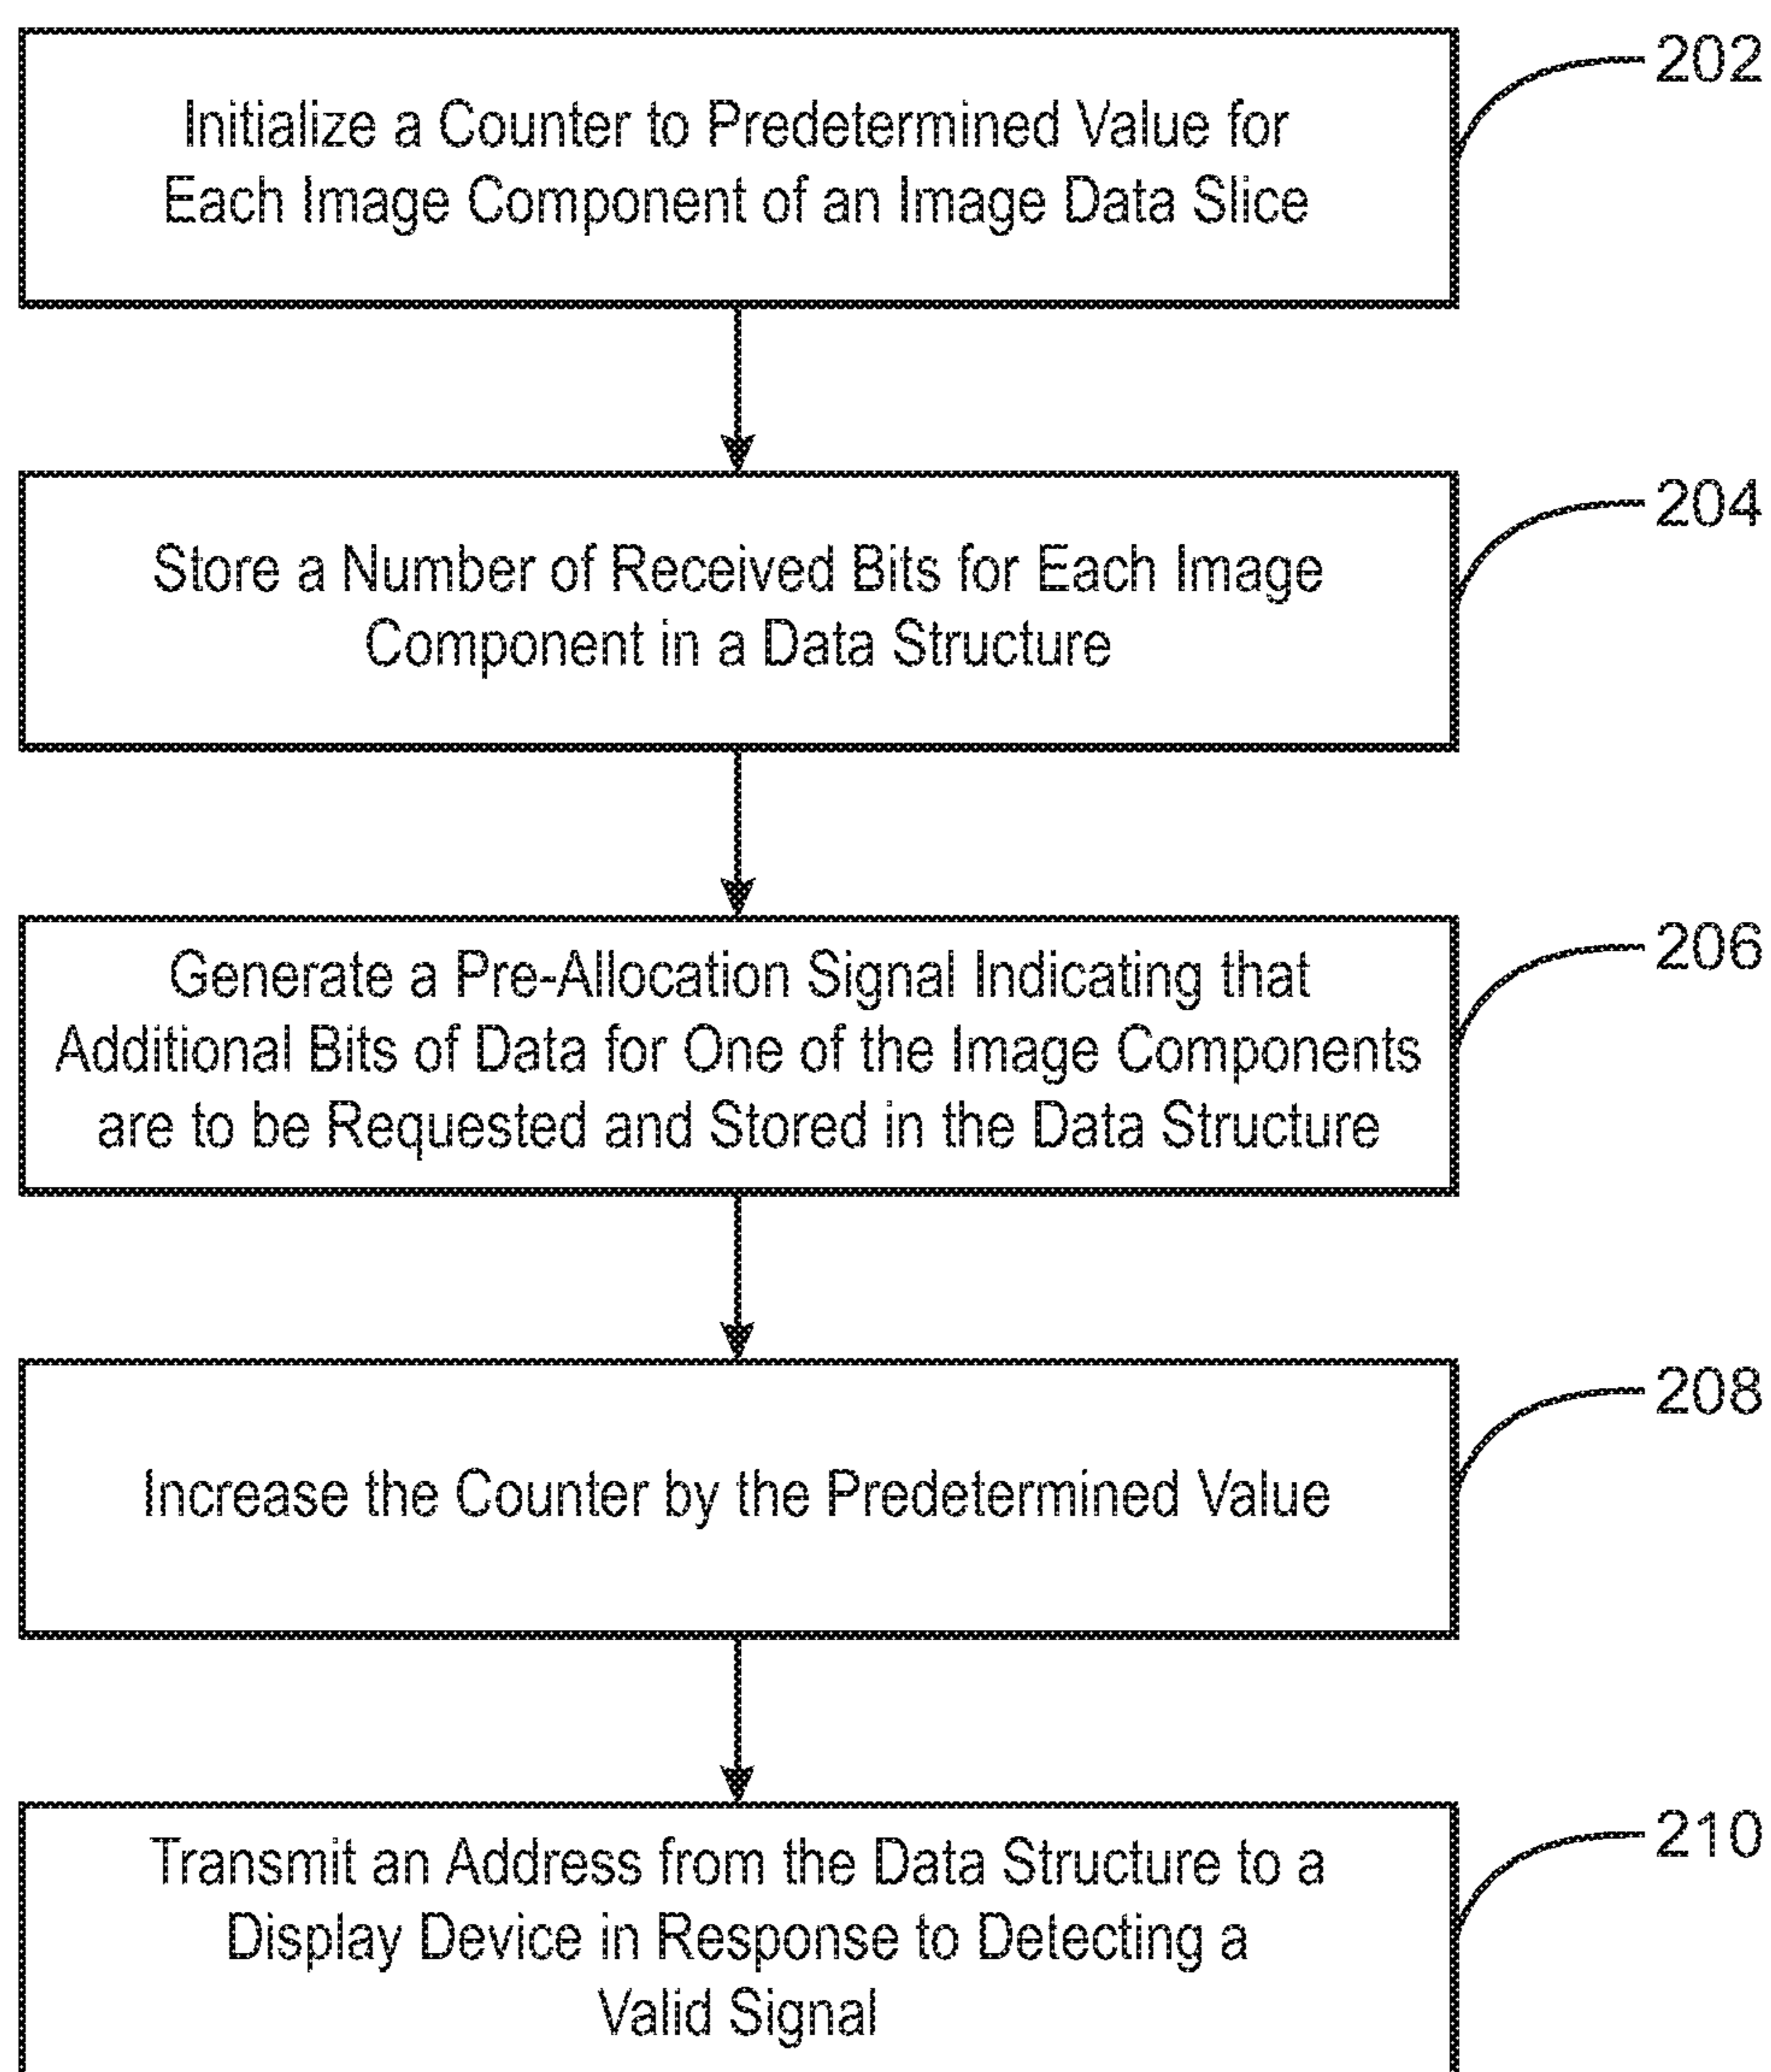 202
Initialize a Counter to Predetermined Value for
Each Image Component of an Image Data Slice
204
Store a Number of Received Bits for Each Image
Component in a Data Structure
206
Generate a Pre-Allocation Signal Indicating that
Additional Bits of Data for One of the Image Components
are to be Requested and Stored in the Data Structure
208
Increase the Counter by the Predetermined Value
210
Transmit an Address from the Data Structure to a
Display Device in Response to Detecting a
Valid Signal